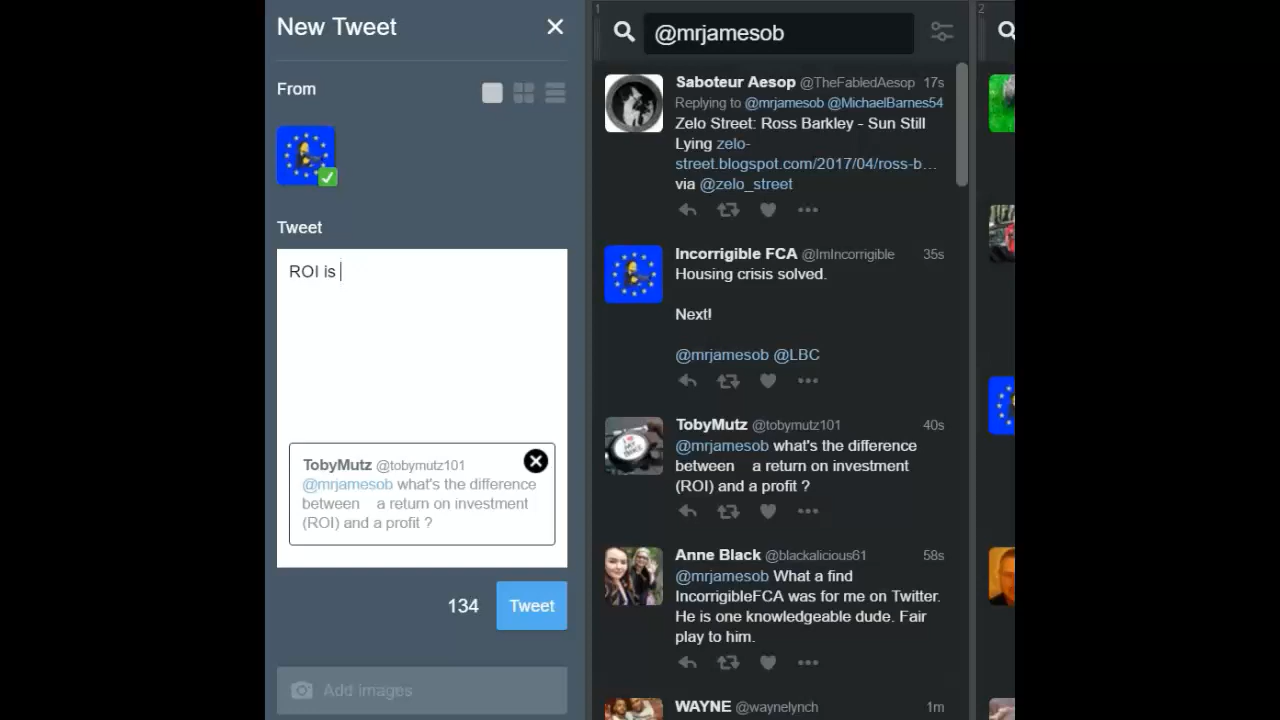 New Tweet
From
Tweet
ROI is
TobyMutz @tobymutz101
@mrjamesob what's the difference
between a return on investment
(ROI) and a profit ?
134
Tweet
Add images
1
@mrjamesob
Saboteur Aesop @TheFabledAesop 17s
Replying to @mrjamesob @MichaelBarnes54
Zelo Street: Ross Barkley - Sun Still
Lying zelo-
street.blogspot.com/2017/04/ross-b…
via @zelo_street
Incorrigible FCA @ImIncorrigible 35s
Housing crisis solved.
Next!
@mrjamesob @LBC
TobyMutz @tobymutz101 40s
@mrjamesob what's the difference
between a return on investment
(ROI) and a profit ?
Anne Black @blackalicious61 58s
@mrjamesob What a find
IncorrigibleFCA was for me on Twitter.
He is one knowledgeable dude. Fair
play to him.
WAYNE @waynelynch 1m
2